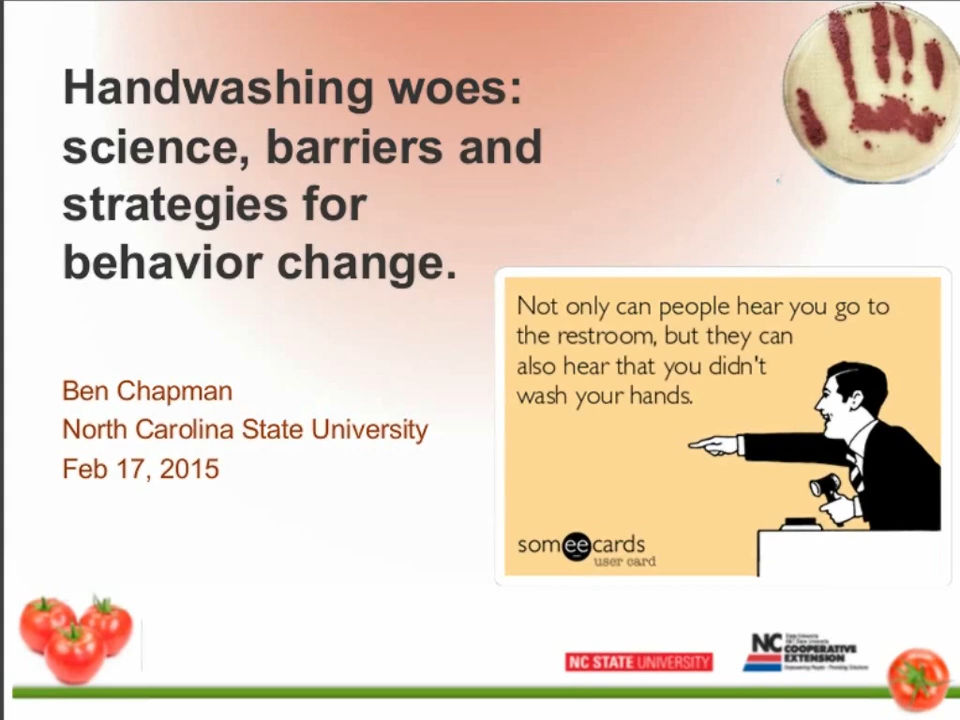 Handwashing woes:
science, barriers and
strategies for
behavior change.
Ben Chapman
North Carolina State University
Feb 17, 2015
Not only can people hear you go to
the restroom, but they can
also hear that you didn't
wash your hands.
someecards
user card
NC STATE UNIVERSITY
NC
COOPERATIVE
EXTENSION